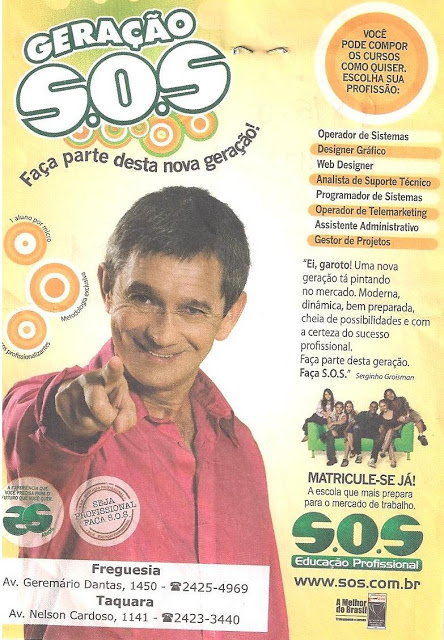 GERAÇÃO
S.O.S
Faça parte desta nova geração!
VOCÊ
PODE COMPOR
OS CURSOS
COMO QUISER.
ESCOLHA SUA
PROFISSÃO:
Operador de Sistemas
Designer Gráfico
Web Designer
Analista de Suporte Técnico
Programador de Sistemas
Operador de Telemarketing
Assistente Administrativo
Gestor de Projetos
1 aluno por micro
Metodologia exclusiva
profissionalizantes
"Ei, garoto! Uma nova
geração tá pintando
no mercado. Moderna,
dinâmica, bem preparada,
cheia de possibilidades e com
a certeza do sucesso
profissional.
Faça parte desta geração.
Faça S.O.S." Serginho Groisman
MATRICULE-SE JÁ!
A escola que mais prepara
para o mercado de trabalho.
S.O.S
Educação Profissional
www.sos.com.br
A Melhor
do Brasil
A EXPERIÊNCIA QUE
VOCÊ PRECISA PARA O
FUTURO QUE VOCÊ QUER.
SEJA
PROFISSIONAL
FAÇA S.O.S.
Freguesia
Av. Geremário Dantas, 1450 - ☎2425-4969
Taquara
Av. Nelson Cardoso, 1141 - ☎2423-3440